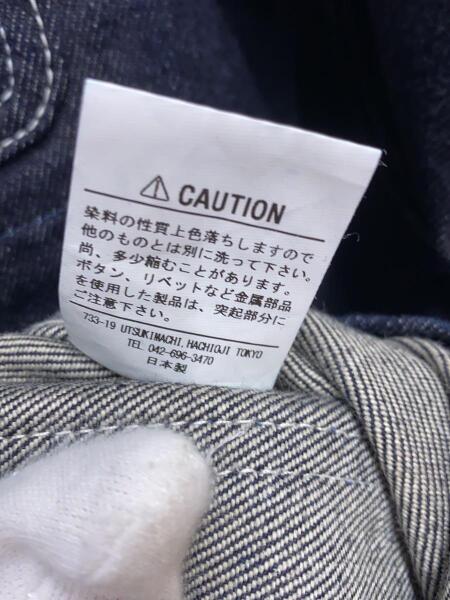 ⚠ CAUTION
染料の性質上色落ちしますので
他のものとは別に洗って下さい。
尚、多少縮むことがあります。
ボタン、リベットなど金属部品
を使用した製品は、突起部分に
ご注意下さい。
733-19 UTSUKIMACHI.HACHIOJI TOKYO
TEL 042-696-3470
日本製